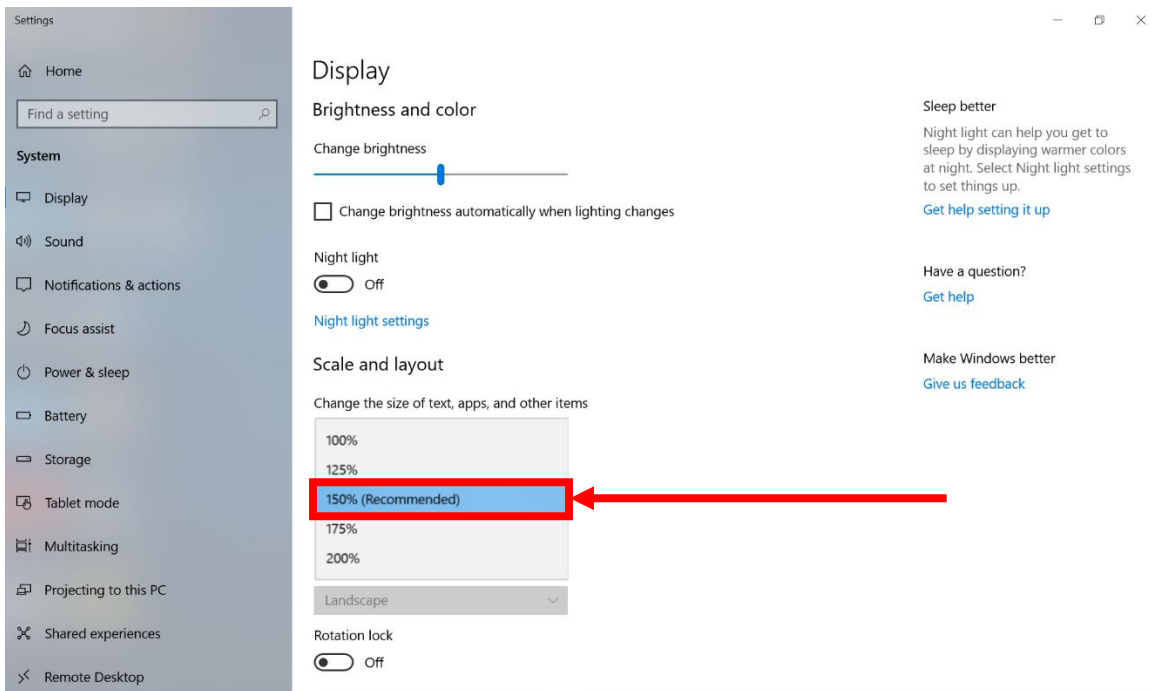 Settings
Home
Find a setting
System
Display
Sound
Notifications & actions
Focus assist
Power & sleep
Battery
Storage
Tablet mode
Multitasking
Projecting to this PC
Shared experiences
Remote Desktop
Display
Brightness and color
Change brightness
Change brightness automatically when lighting changes
Night light
Off
Night light settings
Scale and layout
Change the size of text, apps, and other items
100%
125%
150% (Recommended)
175%
200%
Landscape
Rotation lock
Off
Sleep better
Night light can help you get to
sleep by displaying warmer colors
at night. Select Night light settings
to set things up.
Get help setting it up
Have a question?
Get help
Make Windows better
Give us feedback